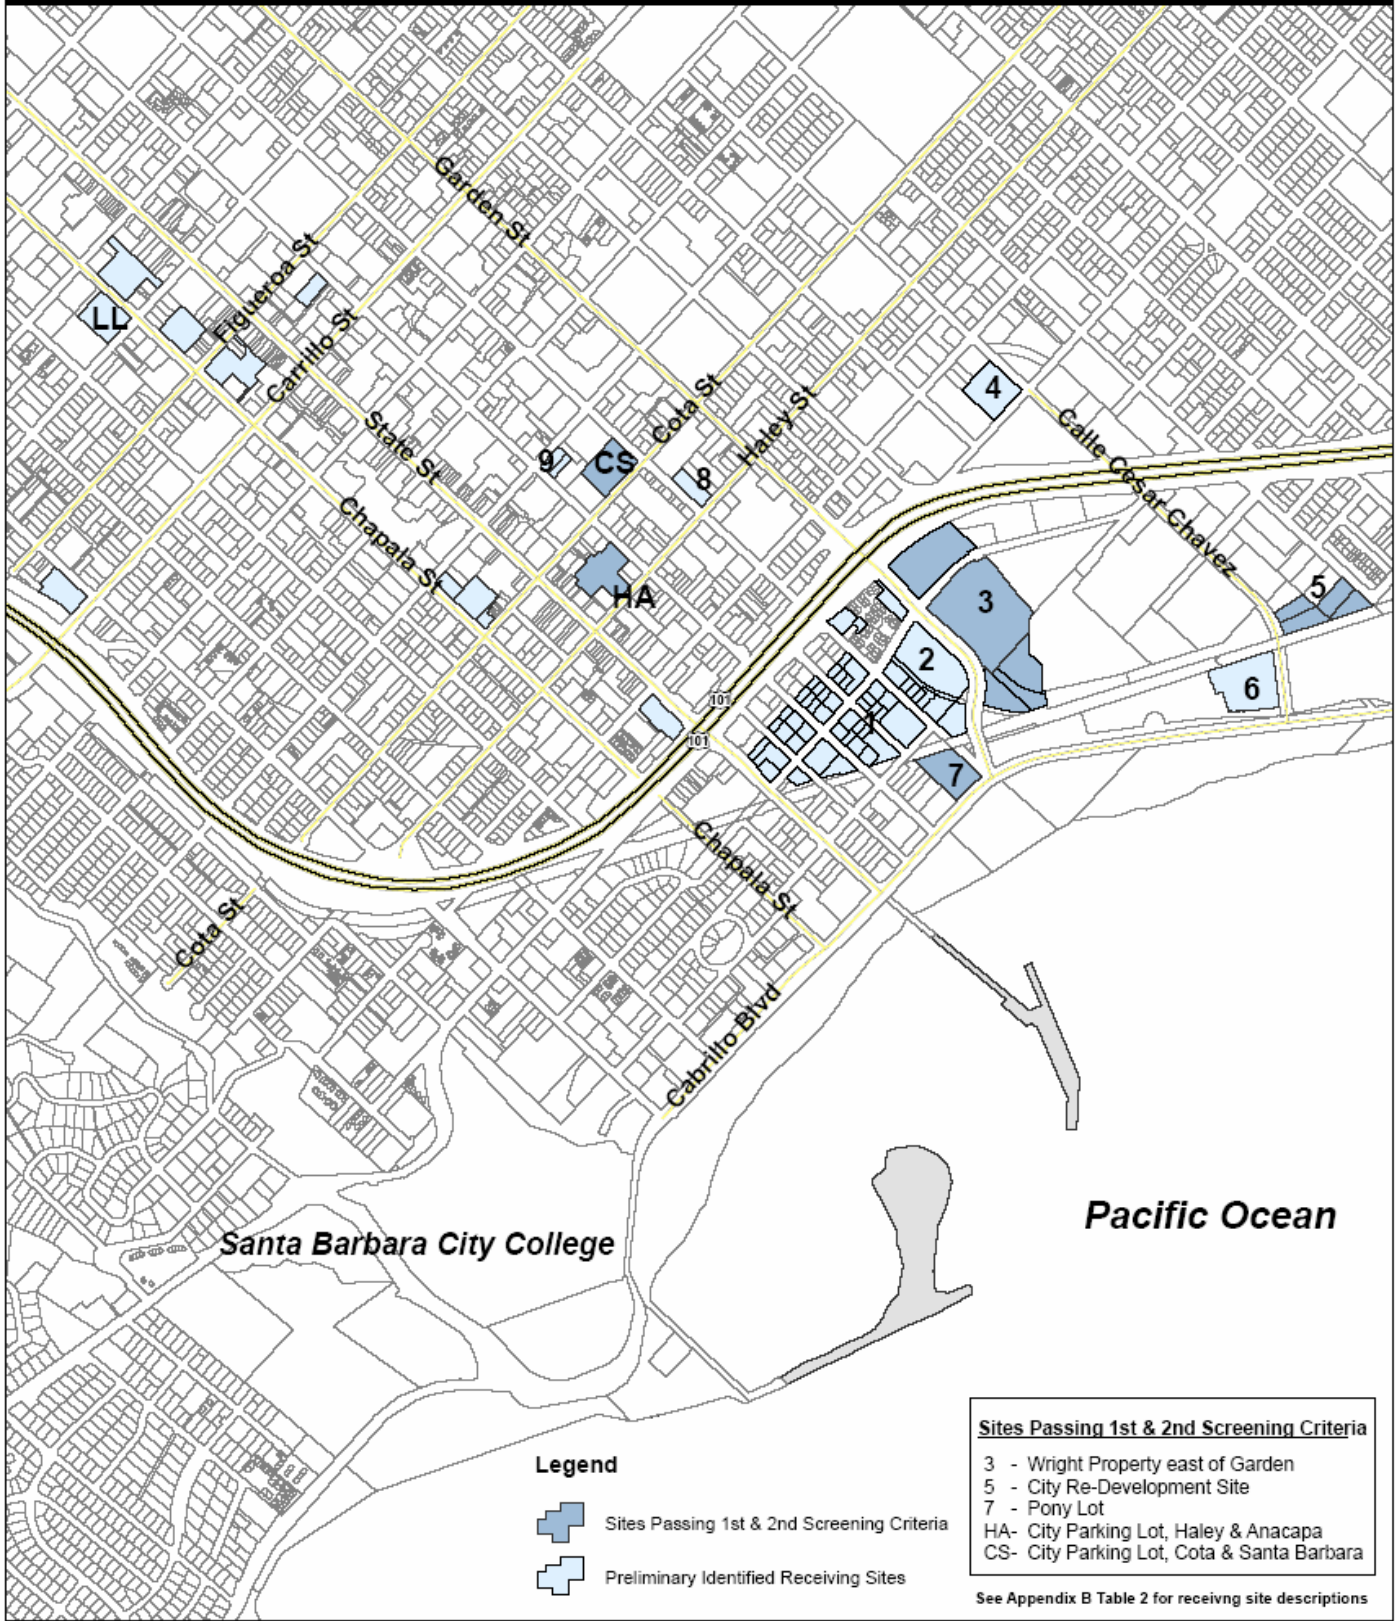 Garden St
Figueroa St
LL
Carrillo St
4
Cota St
Haley St
State St
Calle Cesar Chavez
9
CS
8
Chapala St
HA
5
3
2
6
101
1
101
7
Chapala St
Cota St
Cabrillo Blvd
Pacific Ocean
Santa Barbara City College
Legend
Sites Passing 1st & 2nd Screening Criteria
Preliminary Identified Receiving Sites
Sites Passing 1st & 2nd Screening Criteria
3 - Wright Property east of Garden
5 - City Re-Development Site
7 - Pony Lot
HA- City Parking Lot, Haley & Anacapa
CS- City Parking Lot, Cota & Santa Barbara
See Appendix B Table 2 for receivng site descriptions